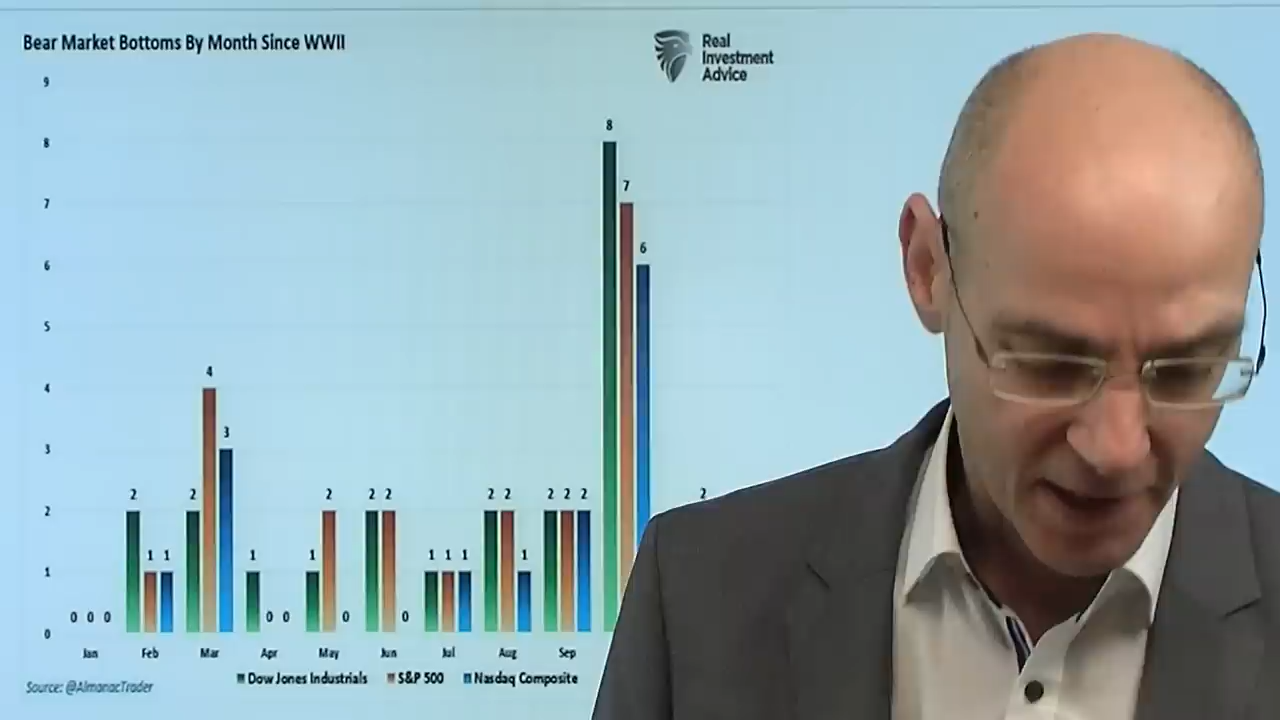 Bear Market Bottoms By Month Since WWII
Real
Investment
Advice
9
8
7
6
5
4
3
2
1
0
0 0 0
2 1 1
2 4 3
1 0 0
1 2 0
2 2 0
1 1 1
2 2 1
2 2 2
8 7 6
2
Jan Feb Mar Apr May Jun Jul Aug Sep
Dow Jones Industrials S&P 500 Nasdaq Composite
Source: @AlmanacTrader